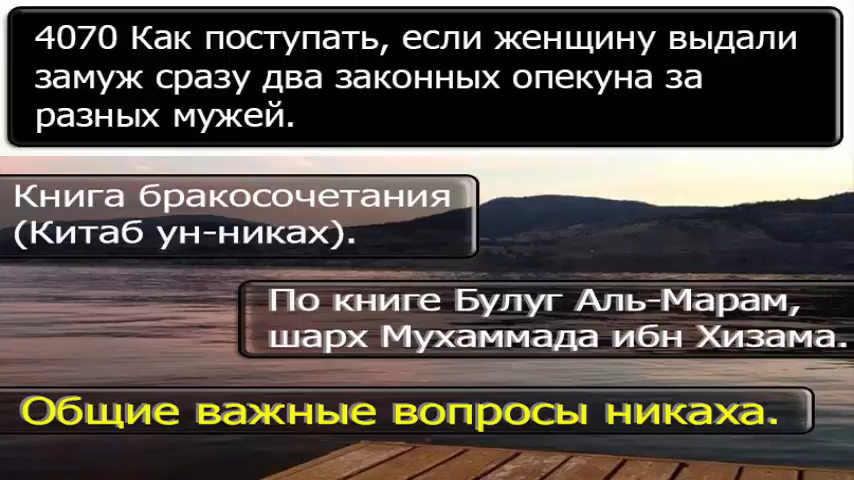 4070 Как поступать, если женщину выдали
замуж сразу два законных опекуна за
разных мужей.
Книга бракосочетания
(Китаб ун-никах).
По книге Булуг Аль-Марам,
шарх Мухаммада ибн Хизама.
Общие важные вопросы никаха.